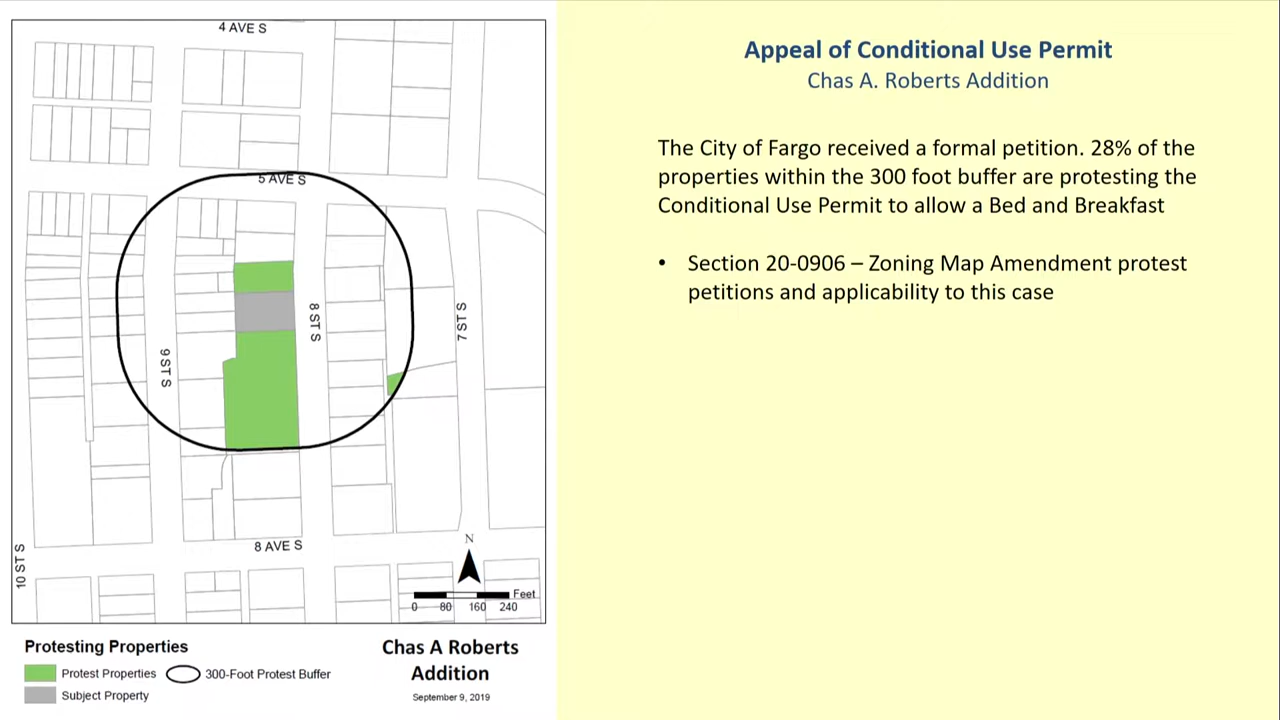 4 AVE S
5 AVE S
8 ST S
7 ST S
9 ST S
10 ST S
8 AVE S
N
Feet
0 80 160 240
Protesting Properties
Protest Properties
300-Foot Protest Buffer
Subject Property
Chas A Roberts
Addition
September 9, 2019
Appeal of Conditional Use Permit
Chas A. Roberts Addition
The City of Fargo received a formal petition. 28% of the
properties within the 300 foot buffer are protesting the
Conditional Use Permit to allow a Bed and Breakfast
• Section 20-0906 – Zoning Map Amendment protest
petitions and applicability to this case